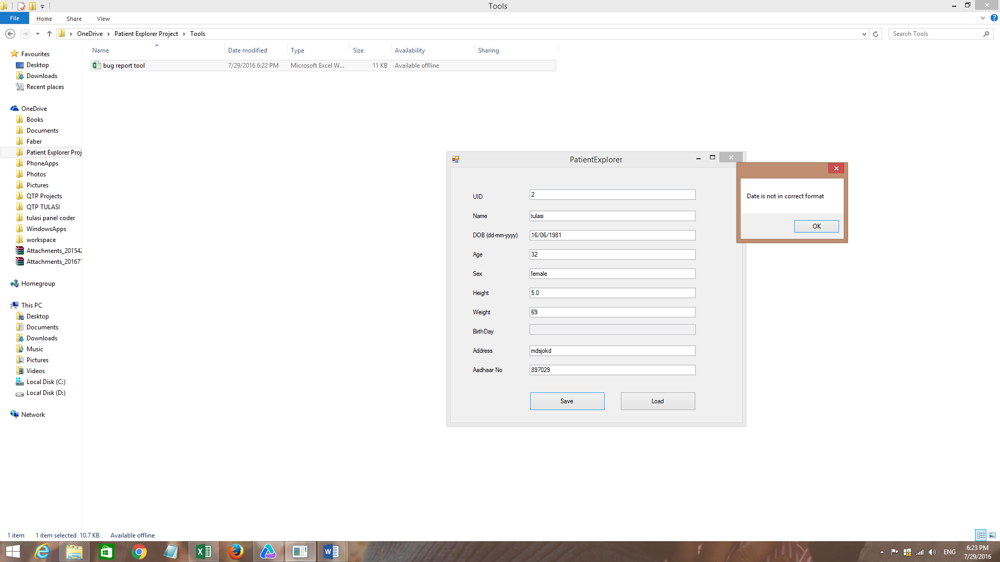 Tools
File Home Share View
OneDrive Patient Explorer Project Tools Search Tools
Name Date modified Type Size Availability Sharing
bug report tool 7/29/2016 6:22 PM Microsoft Excel W... 11 KB Available offline
Favourites
Desktop
Downloads
Recent places
OneDrive
Books
Documents
Faber
Patient Explorer Proj
PhoneApps
Photos
Pictures
QTP Projects
QTP TULASI
tulasi panel coder
WindowsApps
workspace
Attachments_201542
Attachments_201671
Homegroup
This PC
Desktop
Documents
Downloads
Music
Pictures
Videos
Local Disk (C:)
Local Disk (D:)
Network
PatientExplorer
UID 2
Name tulasi
DOB (dd-mm-yyyy) 16/06/1981
Age 32
Sex female
Height 5.0
Weight 69
BirthDay
Address mdsjokd
Aadhaar No 897029
Save Load
Date is not in correct format
OK
1 item 1 item selected 10.7 KB Available offline
ENG
6:23 PM
7/29/2016